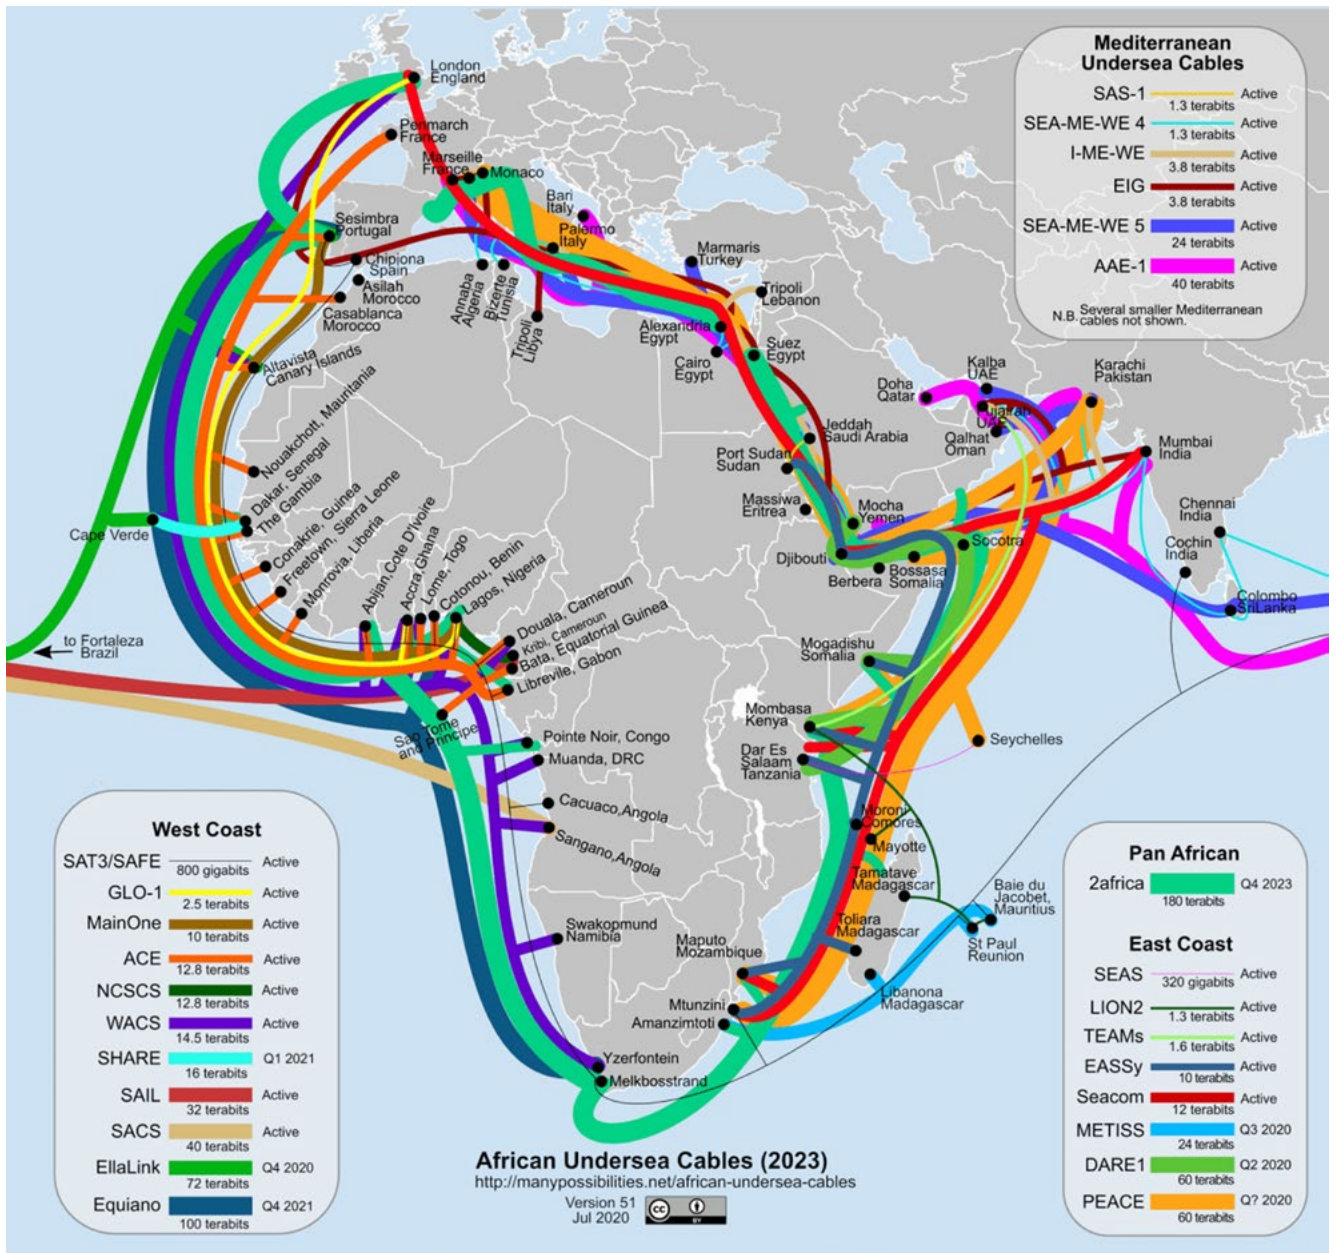 London
England
Penmarch
France
Marseille
France
Monaco
Bari
Italy
Palermo
Italy
Sesimbra
Portugal
Chipiona
Spain
Asilah
Morocco
Casablanca
Morocco
Annaba
Algeria
Bizerte
Tunisia
Tripoli
Libya
Marmaris
Turkey
Tripoli
Lebanon
Alexandria
Egypt
Cairo
Egypt
Suez
Egypt
Altavista
Canary Islands
Nouakchott, Mauritania
Dakar, Senegal
The Gambia
Cape Verde
Conakrie, Guinea
Freetown, Sierra Leone
Monrovia, Liberia
Abijan,Cote D'Ivoire
Accra Ghana
Lome, Togo
Cotonou, Benin
Lagos, Nigeria
Douala, Cameroun
Kribi, Cameroun
Bata, Equatorial Guinea
Librevile, Gabon
to Fortaleza
Brazil
Sao Tome
and Principe
Pointe Noir, Congo
Muanda, DRC
Cacuaco,Angola
Sangano,Angola
Swakopmund
Namibia
Yzerfontein
Melkbosstrand
Doha
Qatar
Kalba
UAE
Fujairah
UAE
Qalhat
Oman
Karachi
Pakistan
Mumbai
India
Chennai
India
Cochin
India
Colombo
SriLanka
Jeddah
Saudi Arabia
Port Sudan
Sudan
Massiwa
Eritrea
Mocha
Yemen
Djibouti
Berbera
Bossasa
Somalia
Socotra
Mogadishu
Somalia
Mombasa
Kenya
Dar Es
Salaam
Tanzania
Seychelles
Moroni
Comores
Mayotte
Tamatave
Madagascar
Toliara
Madagascar
Baie du
Jacobet,
Mauritius
St Paul
Reunion
Libanona
Madagascar
Maputo
Mozambique
Mtunzini
Amanzimtoti
Mediterranean
Undersea Cables
SAS-1 Active
1.3 terabits
SEA-ME-WE 4 Active
1.3 terabits
I-ME-WE Active
3.8 terabits
EIG Active
3.8 terabits
SEA-ME-WE 5 Active
24 terabits
AAE-1 Active
40 terabits
N.B. Several smaller Mediterranean
cables not shown.
West Coast
SAT3/SAFE Active
800 gigabits
GLO-1 Active
2.5 terabits
MainOne Active
10 terabits
ACE Active
12.8 terabits
NCSCS Active
12.8 terabits
WACS Active
14.5 terabits
SHARE Q1 2021
16 terabits
SAIL Active
32 terabits
SACS Active
40 terabits
EllaLink Q4 2020
72 terabits
Equiano Q4 2021
100 terabits
Pan African
2africa Q4 2023
180 terabits
East Coast
SEAS Active
320 gigabits
LION2 Active
1.3 terabits
TEAMs Active
1.6 terabits
EASSy Active
10 terabits
Seacom Active
12 terabits
METISS Q3 2020
24 terabits
DARE1 Q2 2020
60 terabits
PEACE Q? 2020
60 terabits
African Undersea Cables (2023)
http://manypossibilities.net/african-undersea-cables
Version 51
Jul 2020
cc
BY